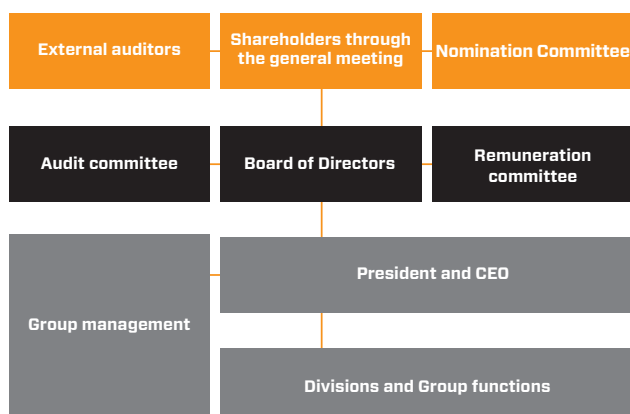 External auditors
Shareholders through
the general meeting
Nomination Committee
Audit committee
Board of Directors
Remuneration
committee
President and CEO
Group management
Divisions and Group functions